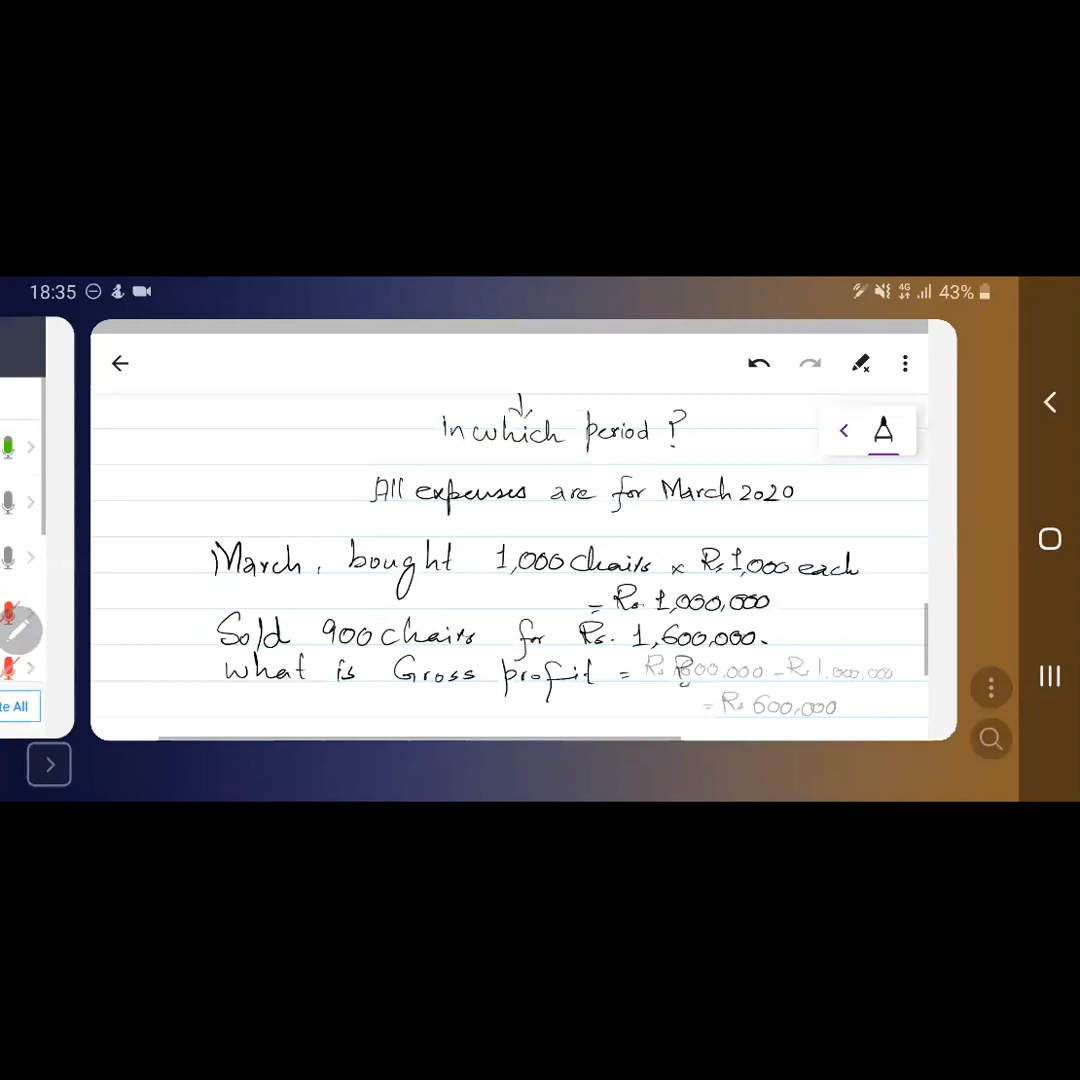 18:35 4G 43%
In which period ?
All expenses are for March 2020
March, bought 1,000 chairs × Rs 1,000 each
= Rs. 1,000,000
Sold 900 chairs for Rs. 1,600,000.
What is Gross profit = 600,000 - Rs 1,000,000
= Rs 600,000
te All